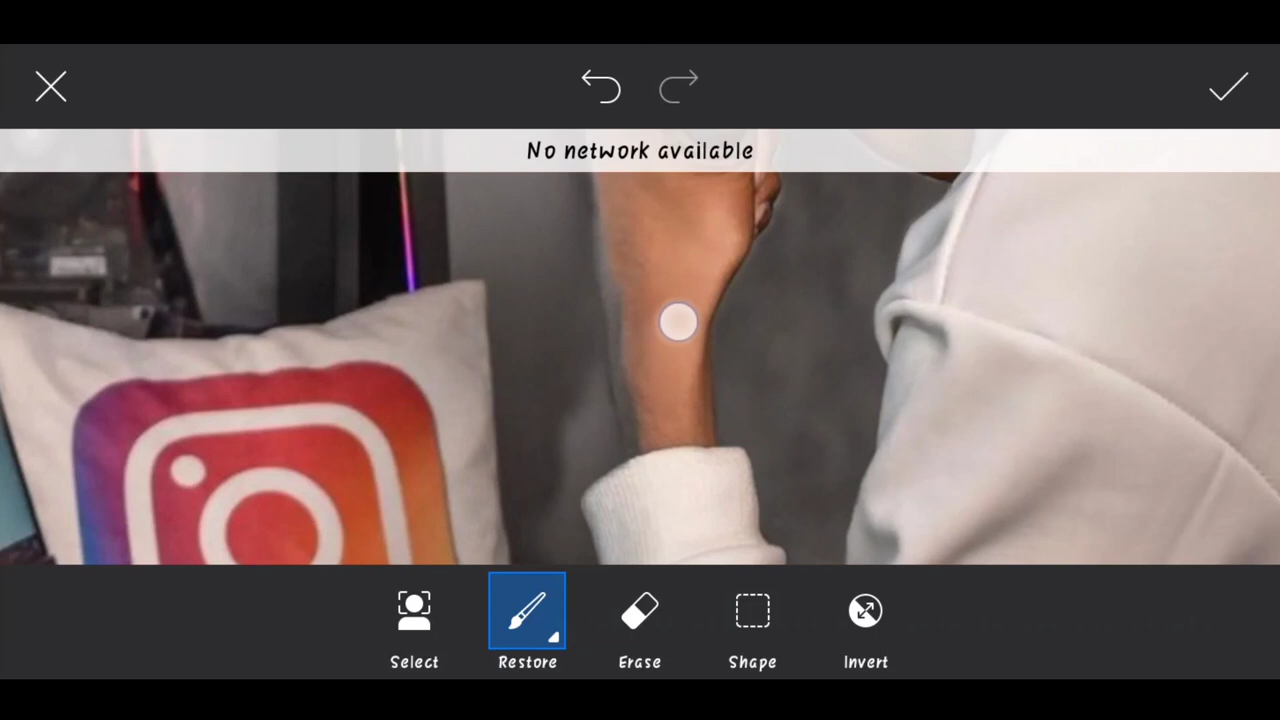 No network available
Select
Restore
Erase
Shape
Invert